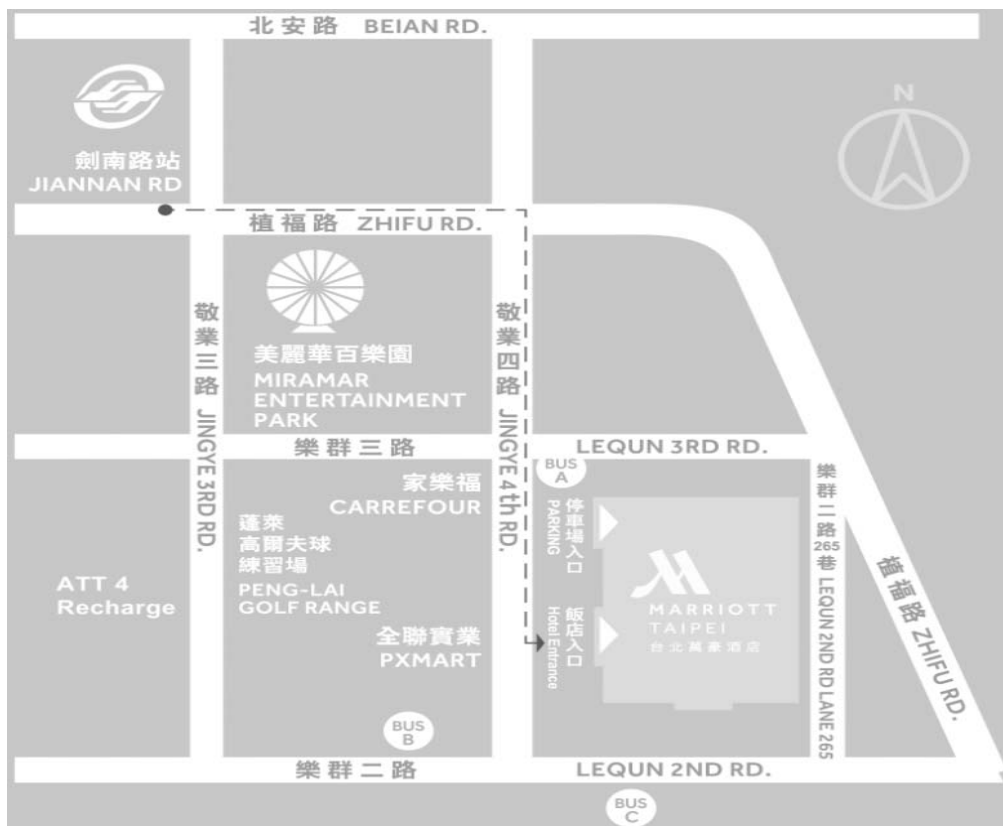 北安路 BEIAN RD.
N
劍南路站
JIANNAN RD
植福路 ZHIFU RD.
敬業三路 JINGYE 3RD RD.
美麗華百樂園
MIRAMAR
ENTERTAINMENT
PARK
敬業四路 JINGYE 4th RD.
樂群三路 LEQUN 3RD RD.
BUS
A
家樂福
CARREFOUR
蓬萊
高爾夫球
練習場
PENG-LAI
GOLF RANGE
ATT 4
Recharge
全聯實業
PXMART
停車場入口
PARKING
飯店入口
Hotel Entrance
MARRIOTT
TAIPEI
台北萬豪酒店
樂群二路265巷 LEQUN 2ND RD LANE 265
植福路 ZHIFU RD.
BUS
B
樂群二路 LEQUN 2ND RD.
BUS
C